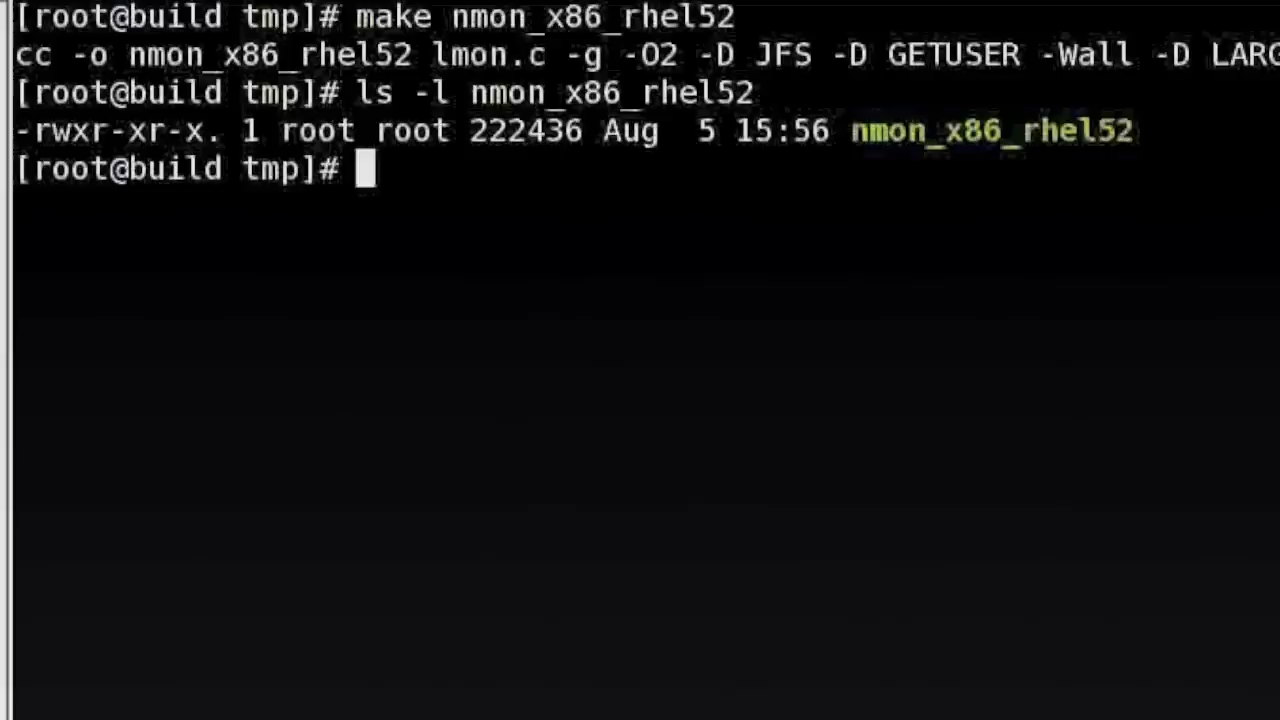 [root@build tmp]# make nmon_x86_rhel52
cc -o nmon_x86_rhel52 lmon.c -g -O2 -D JFS -D GETUSER -Wall -D LARG
[root@build tmp]# ls -l nmon_x86_rhel52
-rwxr-xr-x. 1 root root 222436 Aug  5 15:56 nmon_x86_rhel52
[root@build tmp]#